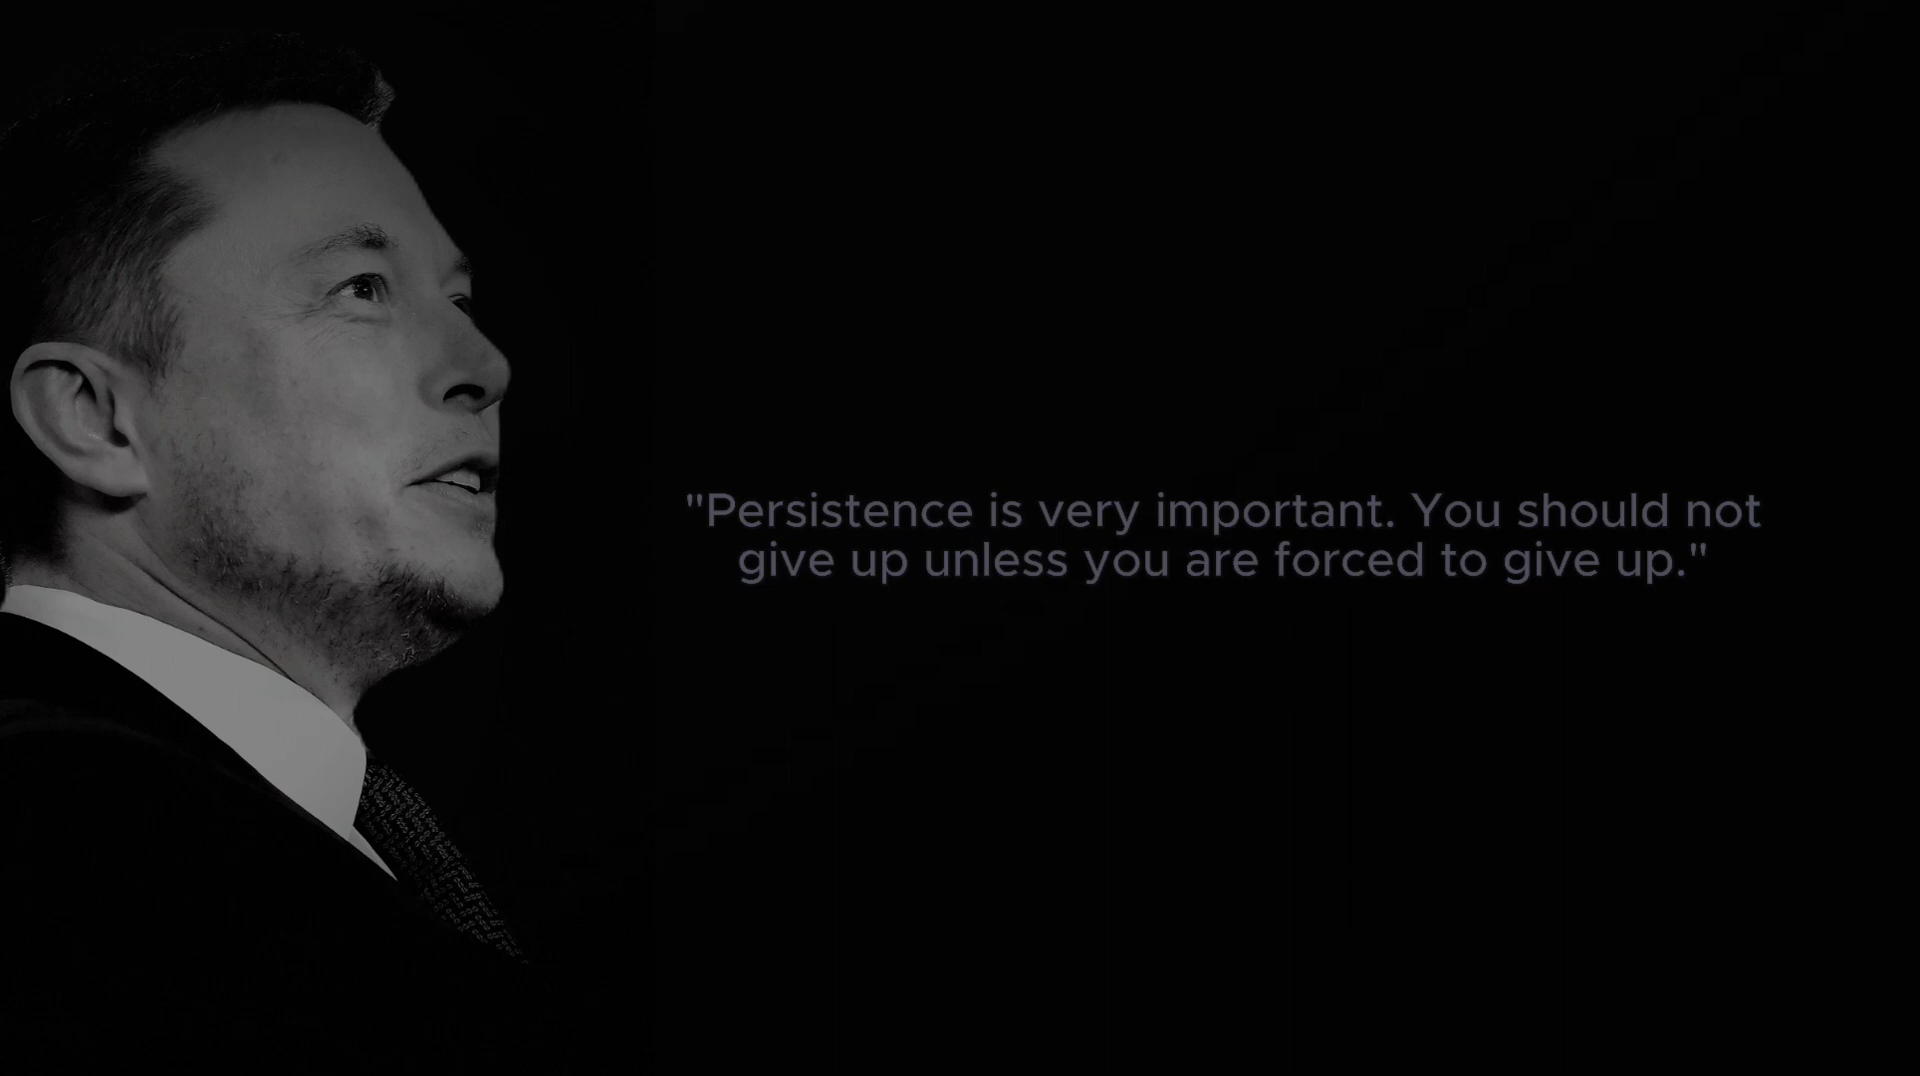 "Persistence is very important. You should not
give up unless you are forced to give up."